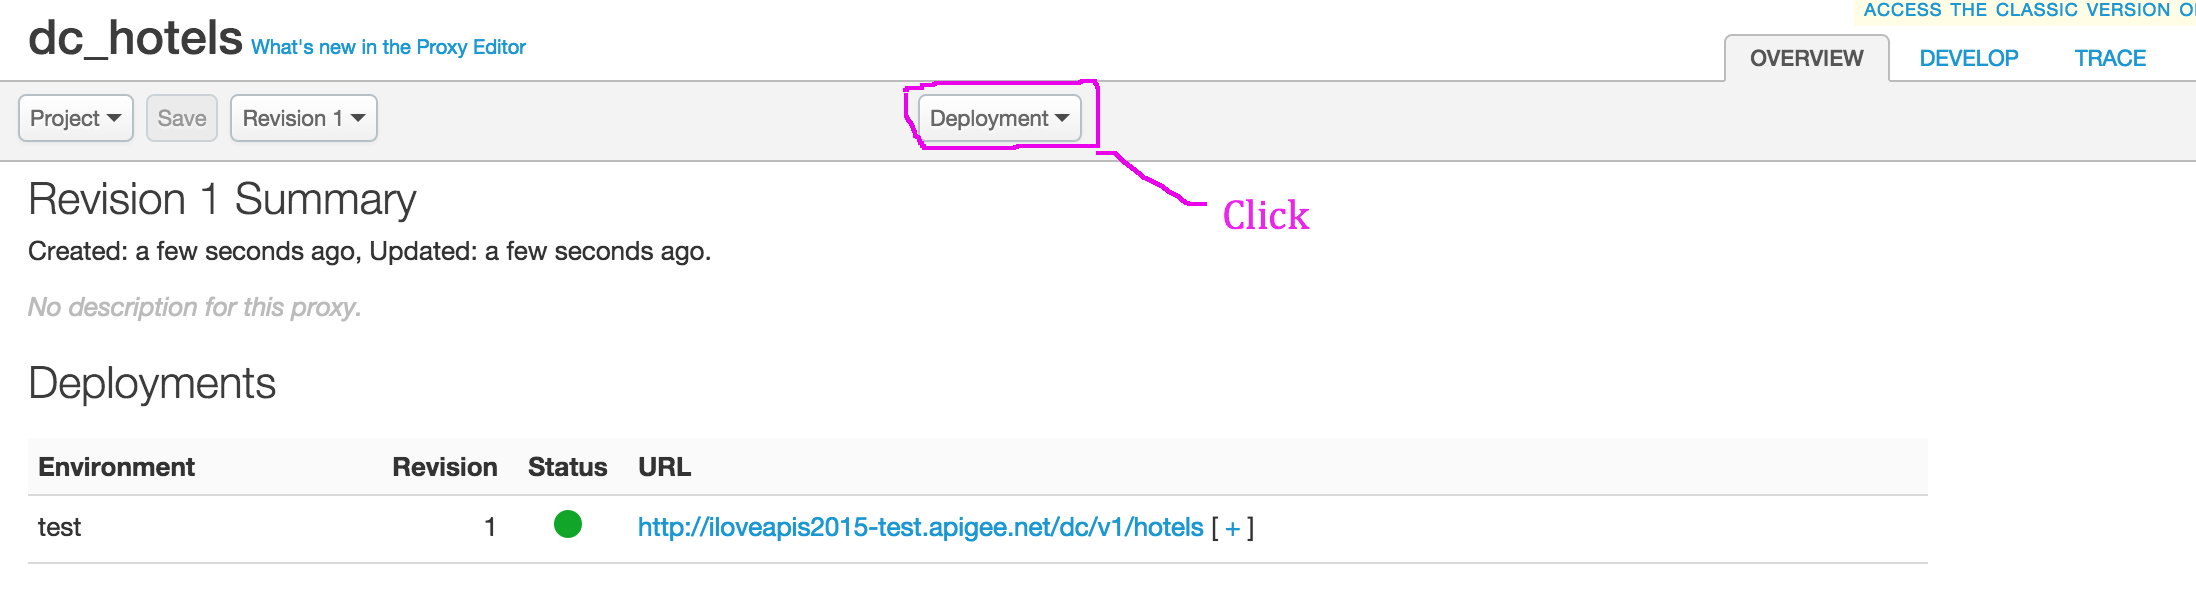 ACCESS THE CLASSIC VERSION
dc_hotels What's new in the Proxy Editor
OVERVIEW DEVELOP TRACE
Project Save Revision 1 Deployment
Click
Revision 1 Summary
Created: a few seconds ago, Updated: a few seconds ago.
No description for this proxy.
Deployments
Environment Revision Status URL
test 1 http://iloveapis2015-test.apigee.net/dc/v1/hotels [ + ]